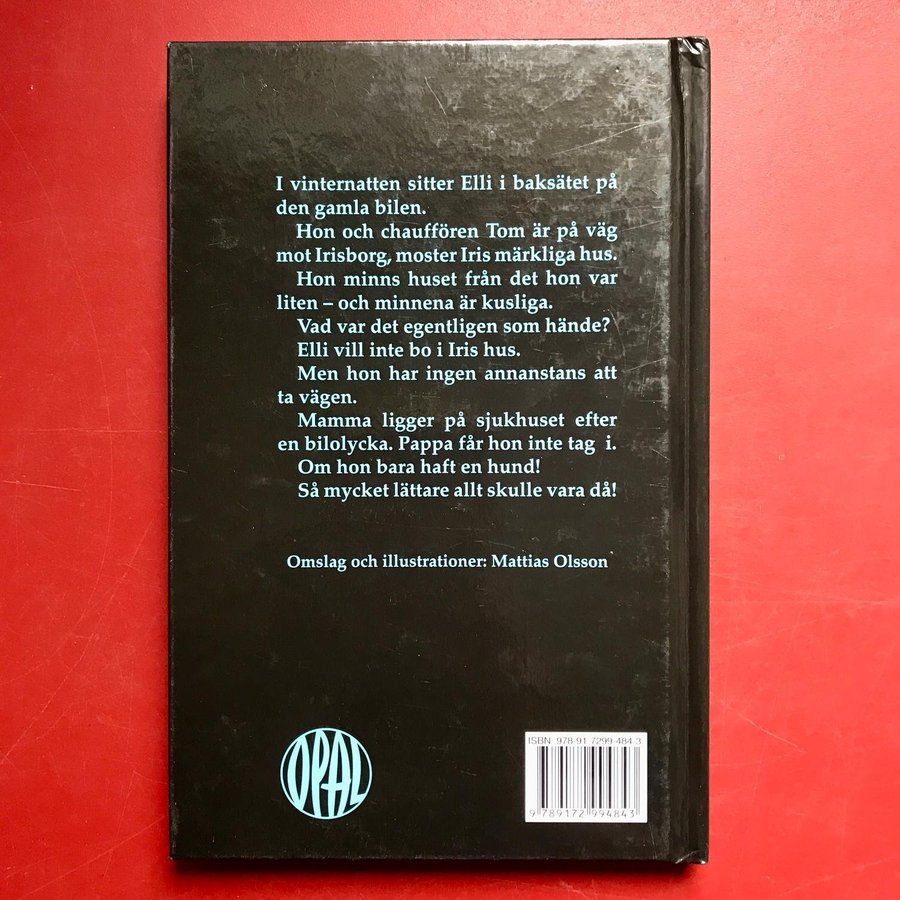 I vinternatten sitter Elli i baksätet på
den gamla bilen.
Hon och chauffören Tom är på väg
mot Irisborg, moster Iris märkliga hus.
Hon minns huset från det hon var
liten – och minnena är kusliga.
Vad var det egentligen som hände?
Elli vill inte bo i Iris hus.
Men hon har ingen annanstans att
ta vägen.
Mamma ligger på sjukhuset efter
en bilolycka. Pappa får hon inte tag i.
Om hon bara haft en hund!
Så mycket lättare allt skulle vara då!
Omslag och illustrationer: Mattias Olsson
OPAL
ISBN 978-91 7299-484-3
9 789172 994843